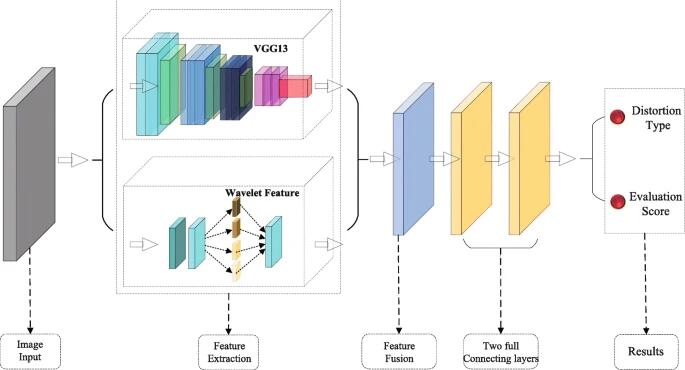 VGG13
Wavelet Feature
Distortion
Type
Evaluation
Score
Image
Input
Feature
Extraction
Feature
Fusion
Two full
Connecting layers
Results